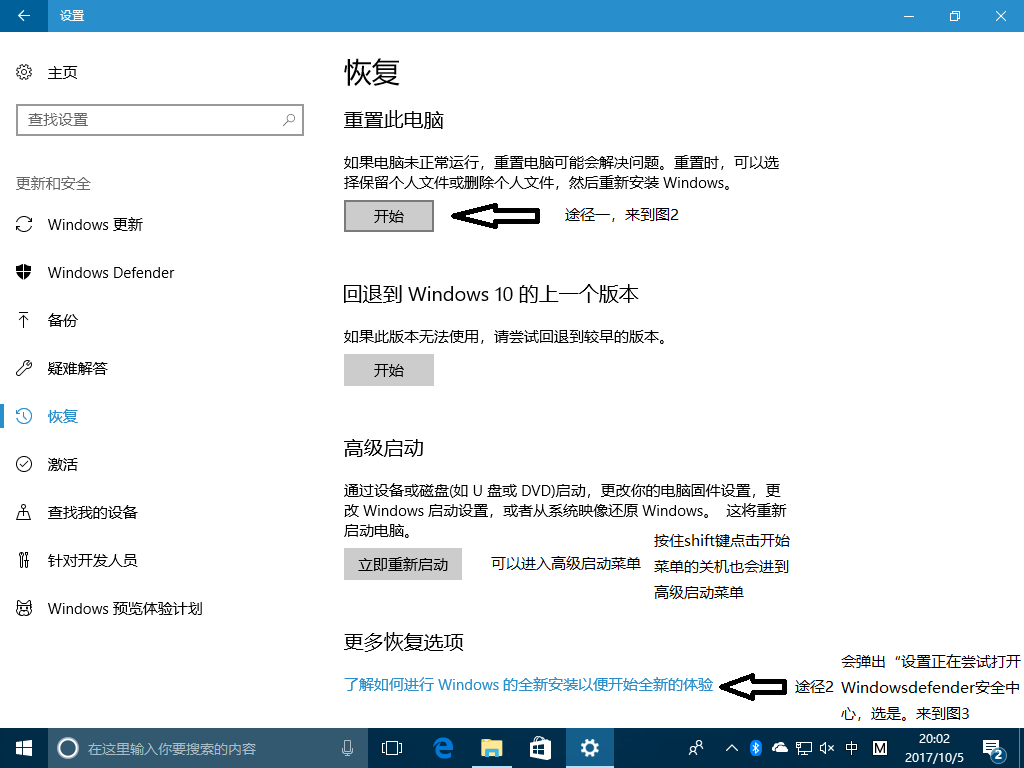 设置
主页
查找设置
更新和安全
Windows 更新
Windows Defender
备份
疑难解答
恢复
激活
查找我的设备
针对开发人员
Windows 预览体验计划
恢复
重置此电脑
如果电脑未正常运行，重置电脑可能会解决问题。重置时，可以选
择保留个人文件或删除个人文件，然后重新安装 Windows。
开始
途径一，来到图2
回退到 Windows 10 的上一个版本
如果此版本无法使用，请尝试回退到较早的版本。
开始
高级启动
通过设备或磁盘(如 U 盘或 DVD)启动，更改你的电脑固件设置，更
改 Windows 启动设置，或者从系统映像还原 Windows。 这将重新
启动电脑。
立即重新启动
可以进入高级启动菜单
按住shift键点击开始
菜单的关机也会进到
高级启动菜单
更多恢复选项
了解如何进行 Windows 的全新安装以便开始全新的体验
途径2
会弹出“设置正在尝试打开
Windowsdefender安全中
心，选是。来到图3
在这里输入你要搜索的内容
中
M
20:02
2017/10/5
2